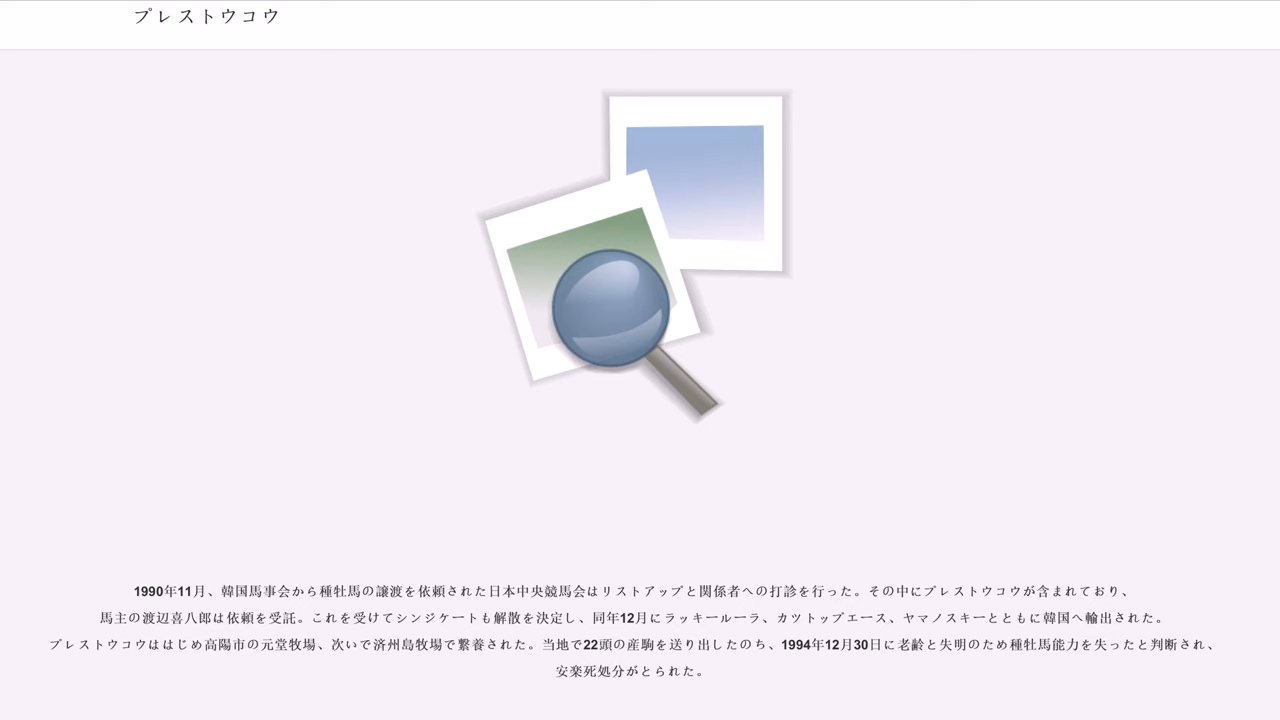 プレストウコウ
1990年11月、韓国馬事会から種牡馬の譲渡を依頼された日本中央競馬会はリストアップと関係者への打診を行った。その中にプレストウコウが含まれており、
馬主の渡辺喜八郎は依頼を受託。これを受けてシンジケートも解散を決定し、同年12月にラッキールーラ、カツトップエース、ヤマノスキーとともに韓国へ輸出された。
プレストウコウははじめ高陽市の元堂牧場、次いで済州島牧場で繋養された。当地で22頭の産駒を送り出したのち、1994年12月30日に老齢と失明のため種牡馬能力を失ったと判断され、
安楽死処分がとられた。